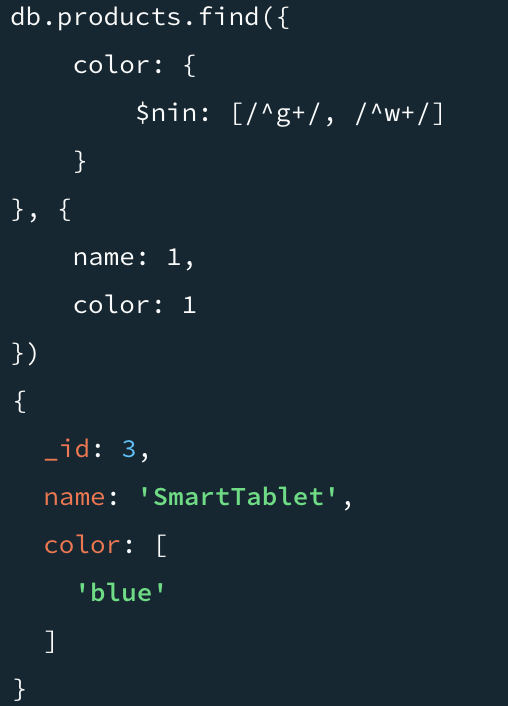 db.products.find({
    color: {
        $nin: [/^g+/, /^w+/]
    }
}, {
    name: 1,
    color: 1
})
{
  _id: 3,
  name: 'SmartTablet',
  color: [
    'blue'
  ]
}